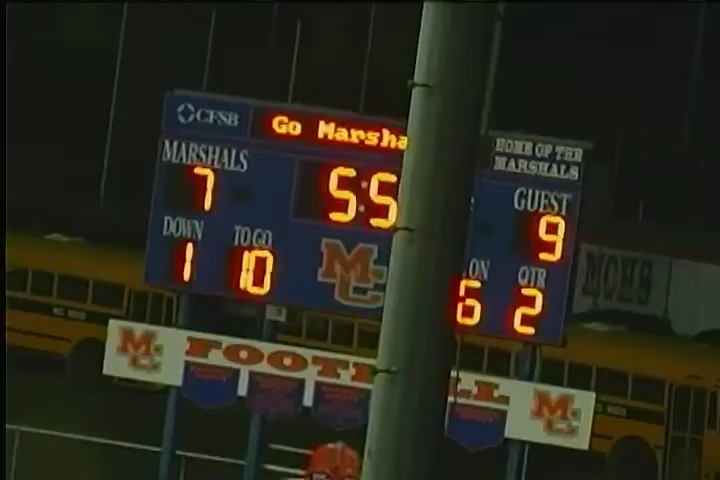 CFSB Go Marsha
HOME OF THE
MARSHALS
MARSHALS 5:5 GUEST
7 9
DOWN TO GO ON QTR
1 10 MC 6 2
MCHS
MC FOOT LL MC